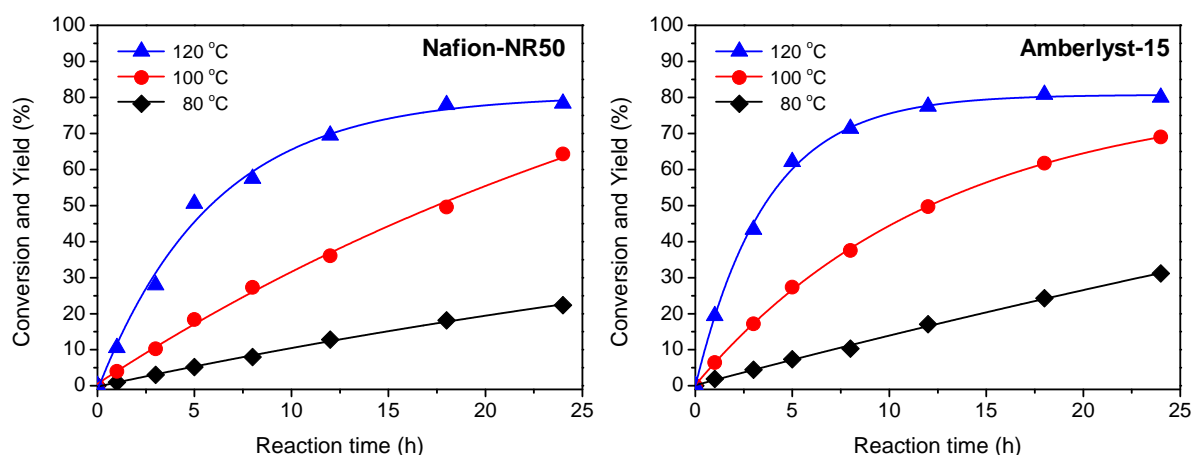 Nafion-NR50
120 °C
100 °C
80 °C
Conversion and Yield (%)
100
90
80
70
60
50
40
30
20
10
0
0 5 10 15 20 25
Reaction time (h)
Amberlyst-15
120 °C
100 °C
80 °C
Conversion and Yield (%)
100
90
80
70
60
50
40
30
20
10
0
0 5 10 15 20 25
Reaction time (h)